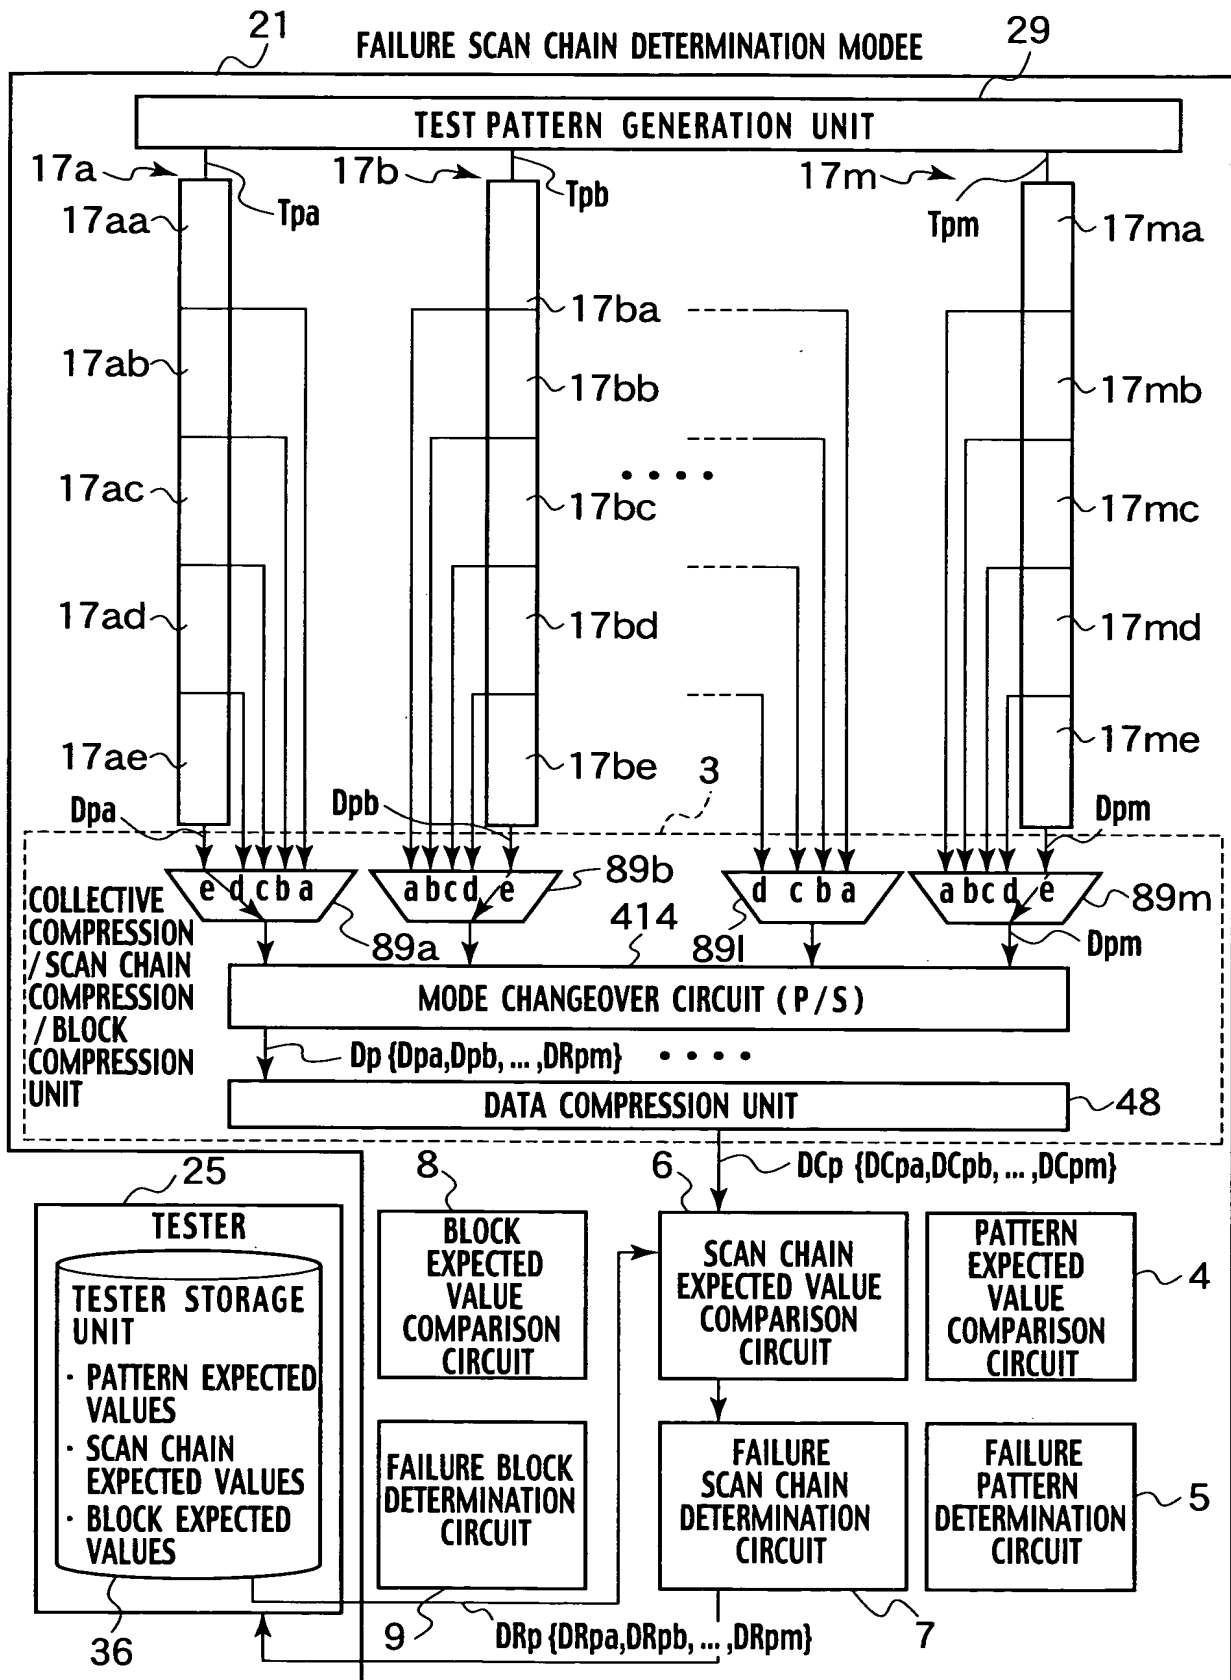 21
FAILURE SCAN CHAIN DETERMINATION MODEE
29
TEST PATTERN GENERATION UNIT
17a
17b
17m
Tpa
Tpb
Tpm
17aa
17ba
17ma
17ab
17bb
17mb
17ac
17bc
17mc
17ad
17bd
17md
17ae
17be
17me
Dpa
Dpb
3
Dpm
e d c b a
a b c d e
d c b a
a b c d e
89b
89m
89a
414
89l
Dpm
COLLECTIVE
COMPRESSION
/SCAN CHAIN
COMPRESSION
/BLOCK
COMPRESSION
UNIT
MODE CHANGEOVER CIRCUIT (P/S)
Dp {Dpa,Dpb, ... ,DRpm}
DATA COMPRESSION UNIT
48
DCp {DCpa,DCpb, ... ,DCpm}
25
TESTER
TESTER STORAGE
UNIT
· PATTERN EXPECTED
VALUES
· SCAN CHAIN
EXPECTED VALUES
· BLOCK EXPECTED
VALUES
36
8
BLOCK
EXPECTED
VALUE
COMPARISON
CIRCUIT
6
SCAN CHAIN
EXPECTED VALUE
COMPARISON
CIRCUIT
PATTERN
EXPECTED
VALUE
COMPARISON
CIRCUIT
4
FAILURE BLOCK
DETERMINATION
CIRCUIT
9
FAILURE
SCAN CHAIN
DETERMINATION
CIRCUIT
7
FAILURE
PATTERN
DETERMINATION
CIRCUIT
5
DRp {DRpa,DRpb, ... ,DRpm}